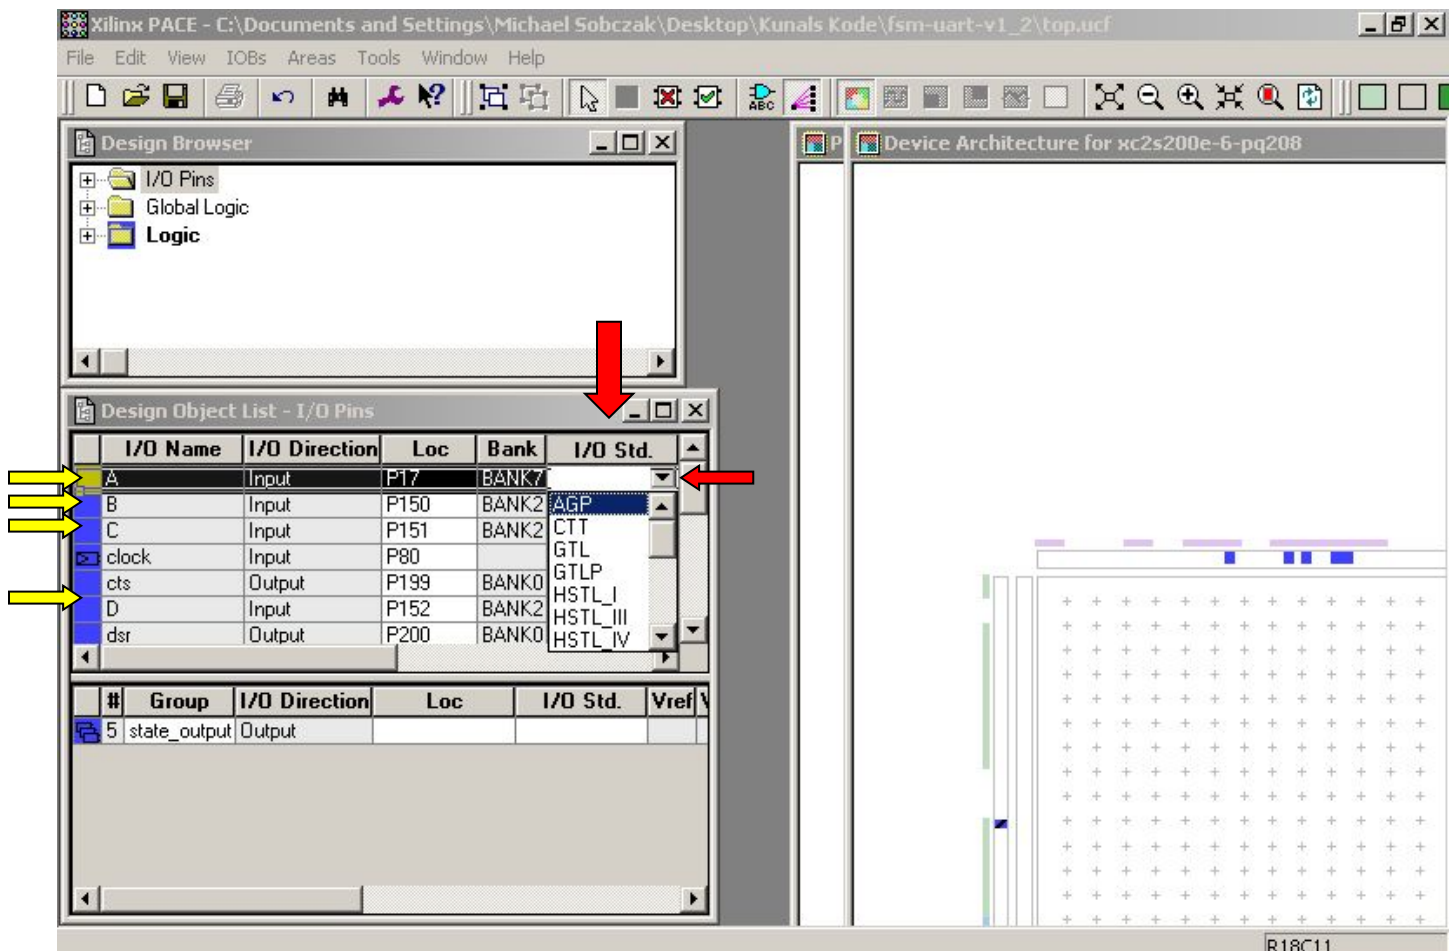 Xilinx PACE - C:\Documents and Settings\Michael Sobczak\Desktop\Kunals Kode\fsm-uart-v1_2\top.ucf
File Edit View IOBs Areas Tools Window Help
ABC
Design Browser
I/O Pins
Global Logic
Logic
P
Device Architecture for xc2s200e-6-pq208
Design Object List - I/O Pins
I/O Name I/O Direction Loc Bank I/O Std.
A Input P17 BANK7
B Input P150 BANK2
C Input P151 BANK2
clock Input P80
cts Output P199 BANK0
D Input P152 BANK2
dsr Output P200 BANK0
AGP
CTT
GTL
GTLP
HSTL_I
HSTL_III
HSTL_IV
# Group I/O Direction Loc I/O Std. Vref V
5 state_output Output
R18C11